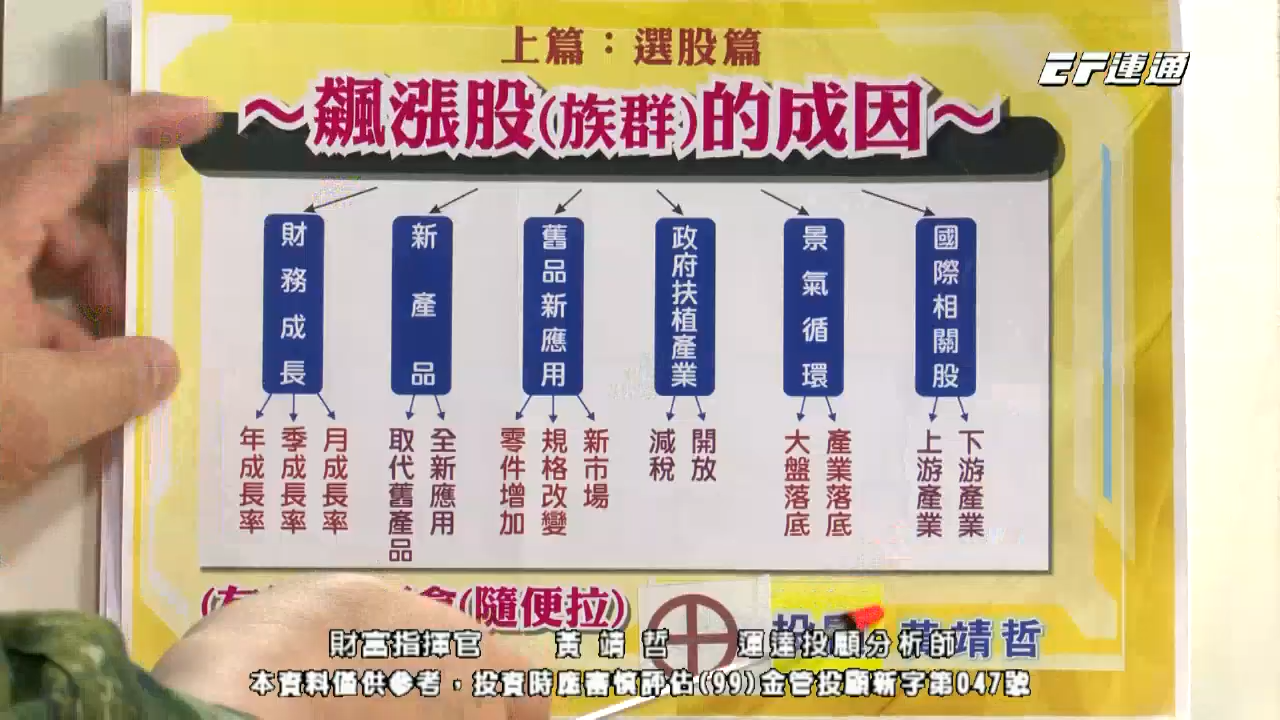 上篇：選股篇
EF運通
～飆漲股(族群)的成因～
財務成長
新產品
舊品新應用
政府扶植產業
景氣循環
國際相關股
年成長率
季成長率
月成長率
取代舊產品
全新應用
零件增加
規格改變
新市場
減稅
開放
大盤落底
產業落底
上游產業
下游產業
(隨便拉)
靖哲
財富指揮官 黃靖哲 運達投顧分析師
本資料僅供參考，投資時應審慎評估(99)金管投顧新字第047號